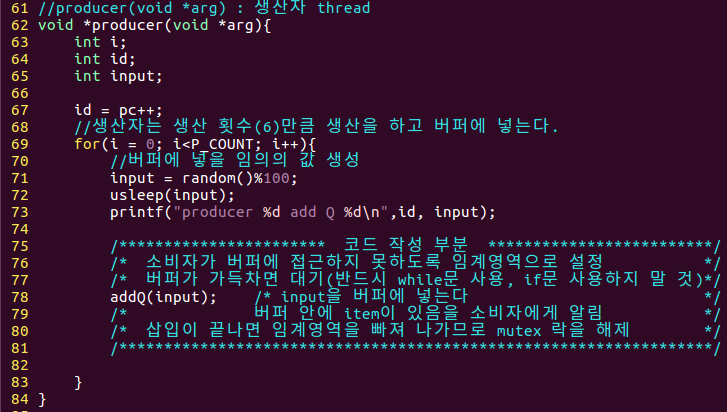 61 //producer(void *arg) : 생산자 thread
62 void *producer(void *arg){
63     int i;
64     int id;
65     int input;
66
67     id = pc++;
68     //생산자는 생산 횟수(6)만큼 생산을 하고 버퍼에 넣는다.
69     for(i = 0; i<P_COUNT; i++){
70         //버퍼에 넣을 임의의 값 생성
71         input = random()%100;
72         usleep(input);
73         printf("producer %d add Q %d\n",id, input);
74
75         /*********************** 코드 작성 부분 *************************/
76         /* 소비자가 버퍼에 접근하지 못하도록 임계영역으로 설정 */
77         /* 버퍼가 가득차면 대기(반드시 while문 사용, if문 사용하지 말 것)*/
78         addQ(input);    /* input을 버퍼에 넣는다 */
79         /* 버퍼 안에 item이 있음을 소비자에게 알림 */
80         /* 삽입이 끝나면 임계영역을 빠져 나가므로 mutex 락을 해제 */
81         /******************************************************************/
82
83     }
84 }